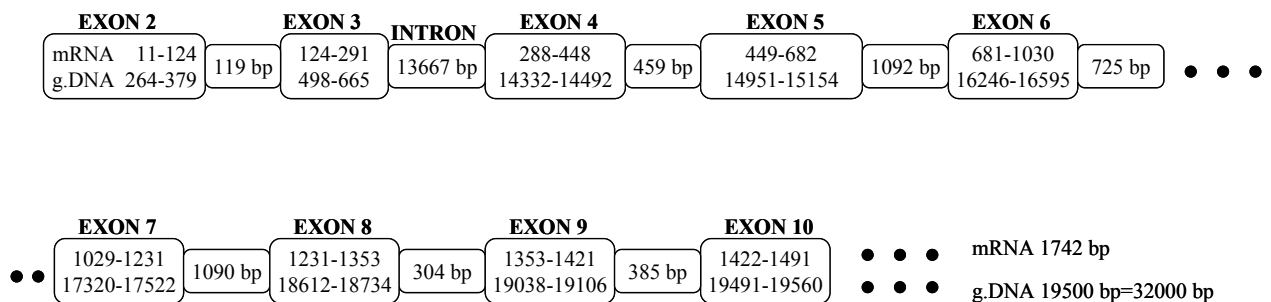 EXON 2 EXON 3 INTRON EXON 4 EXON 5 EXON 6
mRNA 11-124 124-291 288-448 449-682 681-1030
119 bp 13667 bp 459 bp 1092 bp 725 bp
g.DNA 264-379 498-665 14332-14492 14951-15154 16246-16595
EXON 7 EXON 8 EXON 9 EXON 10
1029-1231 1231-1353 1353-1421 1422-1491 mRNA 1742 bp
1090 bp 304 bp 385 bp
17320-17522 18612-18734 19038-19106 19491-19560 g.DNA 19500 bp=32000 bp